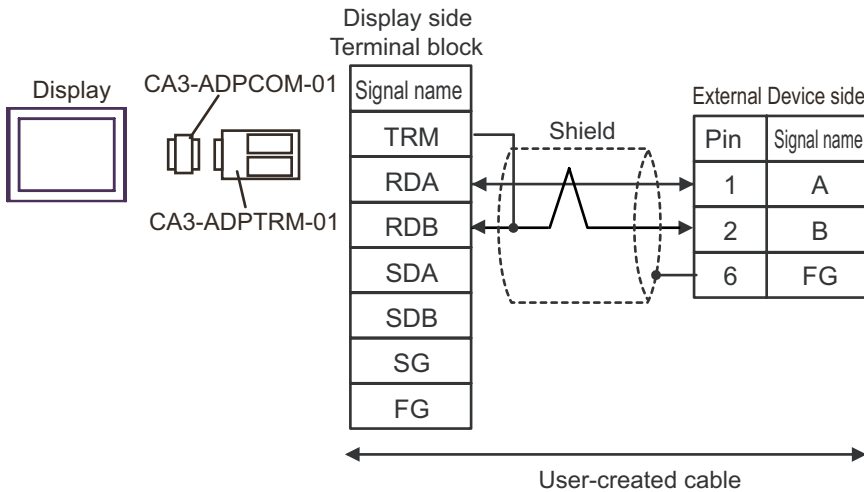 Display side
Terminal block
Display
CA3-ADPCOM-01
CA3-ADPTRM-01
Signal name
TRM
RDA
RDB
SDA
SDB
SG
FG
Shield
External Device side
Pin Signal name
1 A
2 B
6 FG
User-created cable